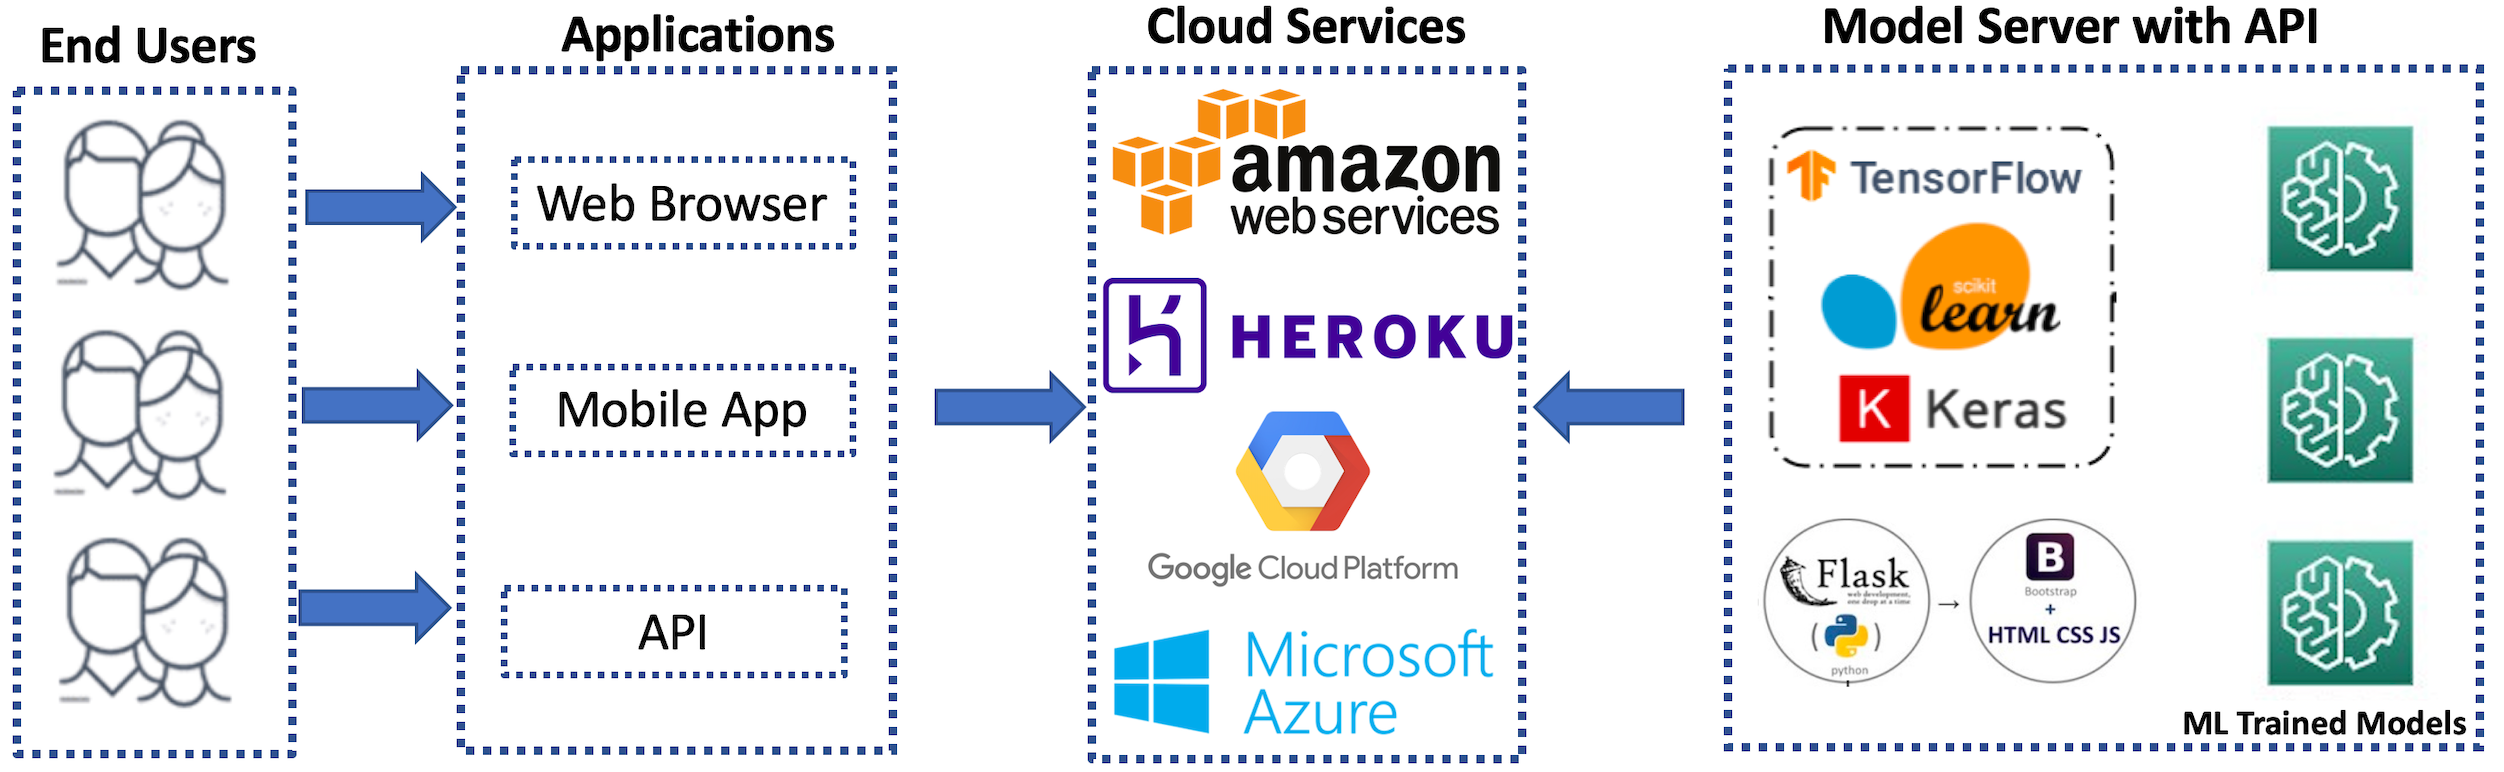 End Users
Applications
Cloud Services
Model Server with API
Web Browser
Mobile App
API
amazon
web services
HEROKU
Google Cloud Platform
Microsoft
Azure
TensorFlow
scikit
learn
K Keras
Flask
web development,
one drop at a time
( )
python
→
B
Bootstrap
+
HTML CSS JS
ML Trained Models